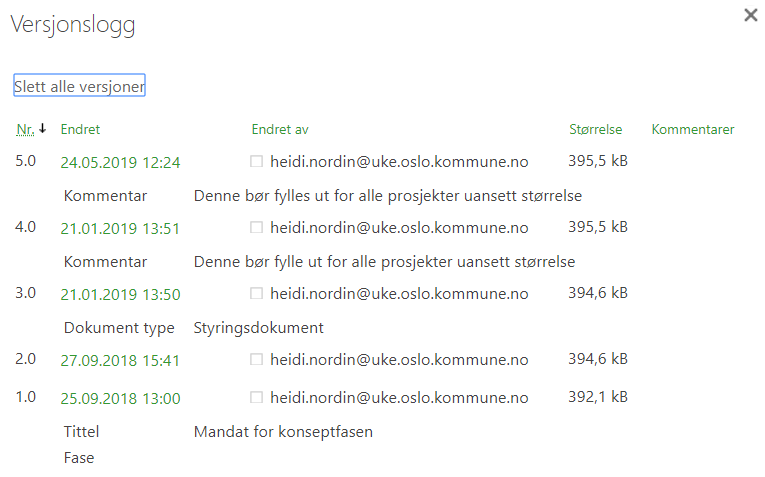 Versjonslogg
Slett alle versjoner
Nr. ↓ Endret Endret av Størrelse Kommentarer
5.0 24.05.2019 12:24 heidi.nordin@uke.oslo.kommune.no 395,5 kB
Kommentar Denne bør fylles ut for alle prosjekter uansett størrelse
4.0 21.01.2019 13:51 heidi.nordin@uke.oslo.kommune.no 395,5 kB
Kommentar Denne bør fylle ut for alle prosjekter uansett størrelse
3.0 21.01.2019 13:50 heidi.nordin@uke.oslo.kommune.no 394,6 kB
Dokument type Styringsdokument
2.0 27.09.2018 15:41 heidi.nordin@uke.oslo.kommune.no 394,6 kB
1.0 25.09.2018 13:00 heidi.nordin@uke.oslo.kommune.no 392,1 kB
Tittel Mandat for konseptfasen
Fase